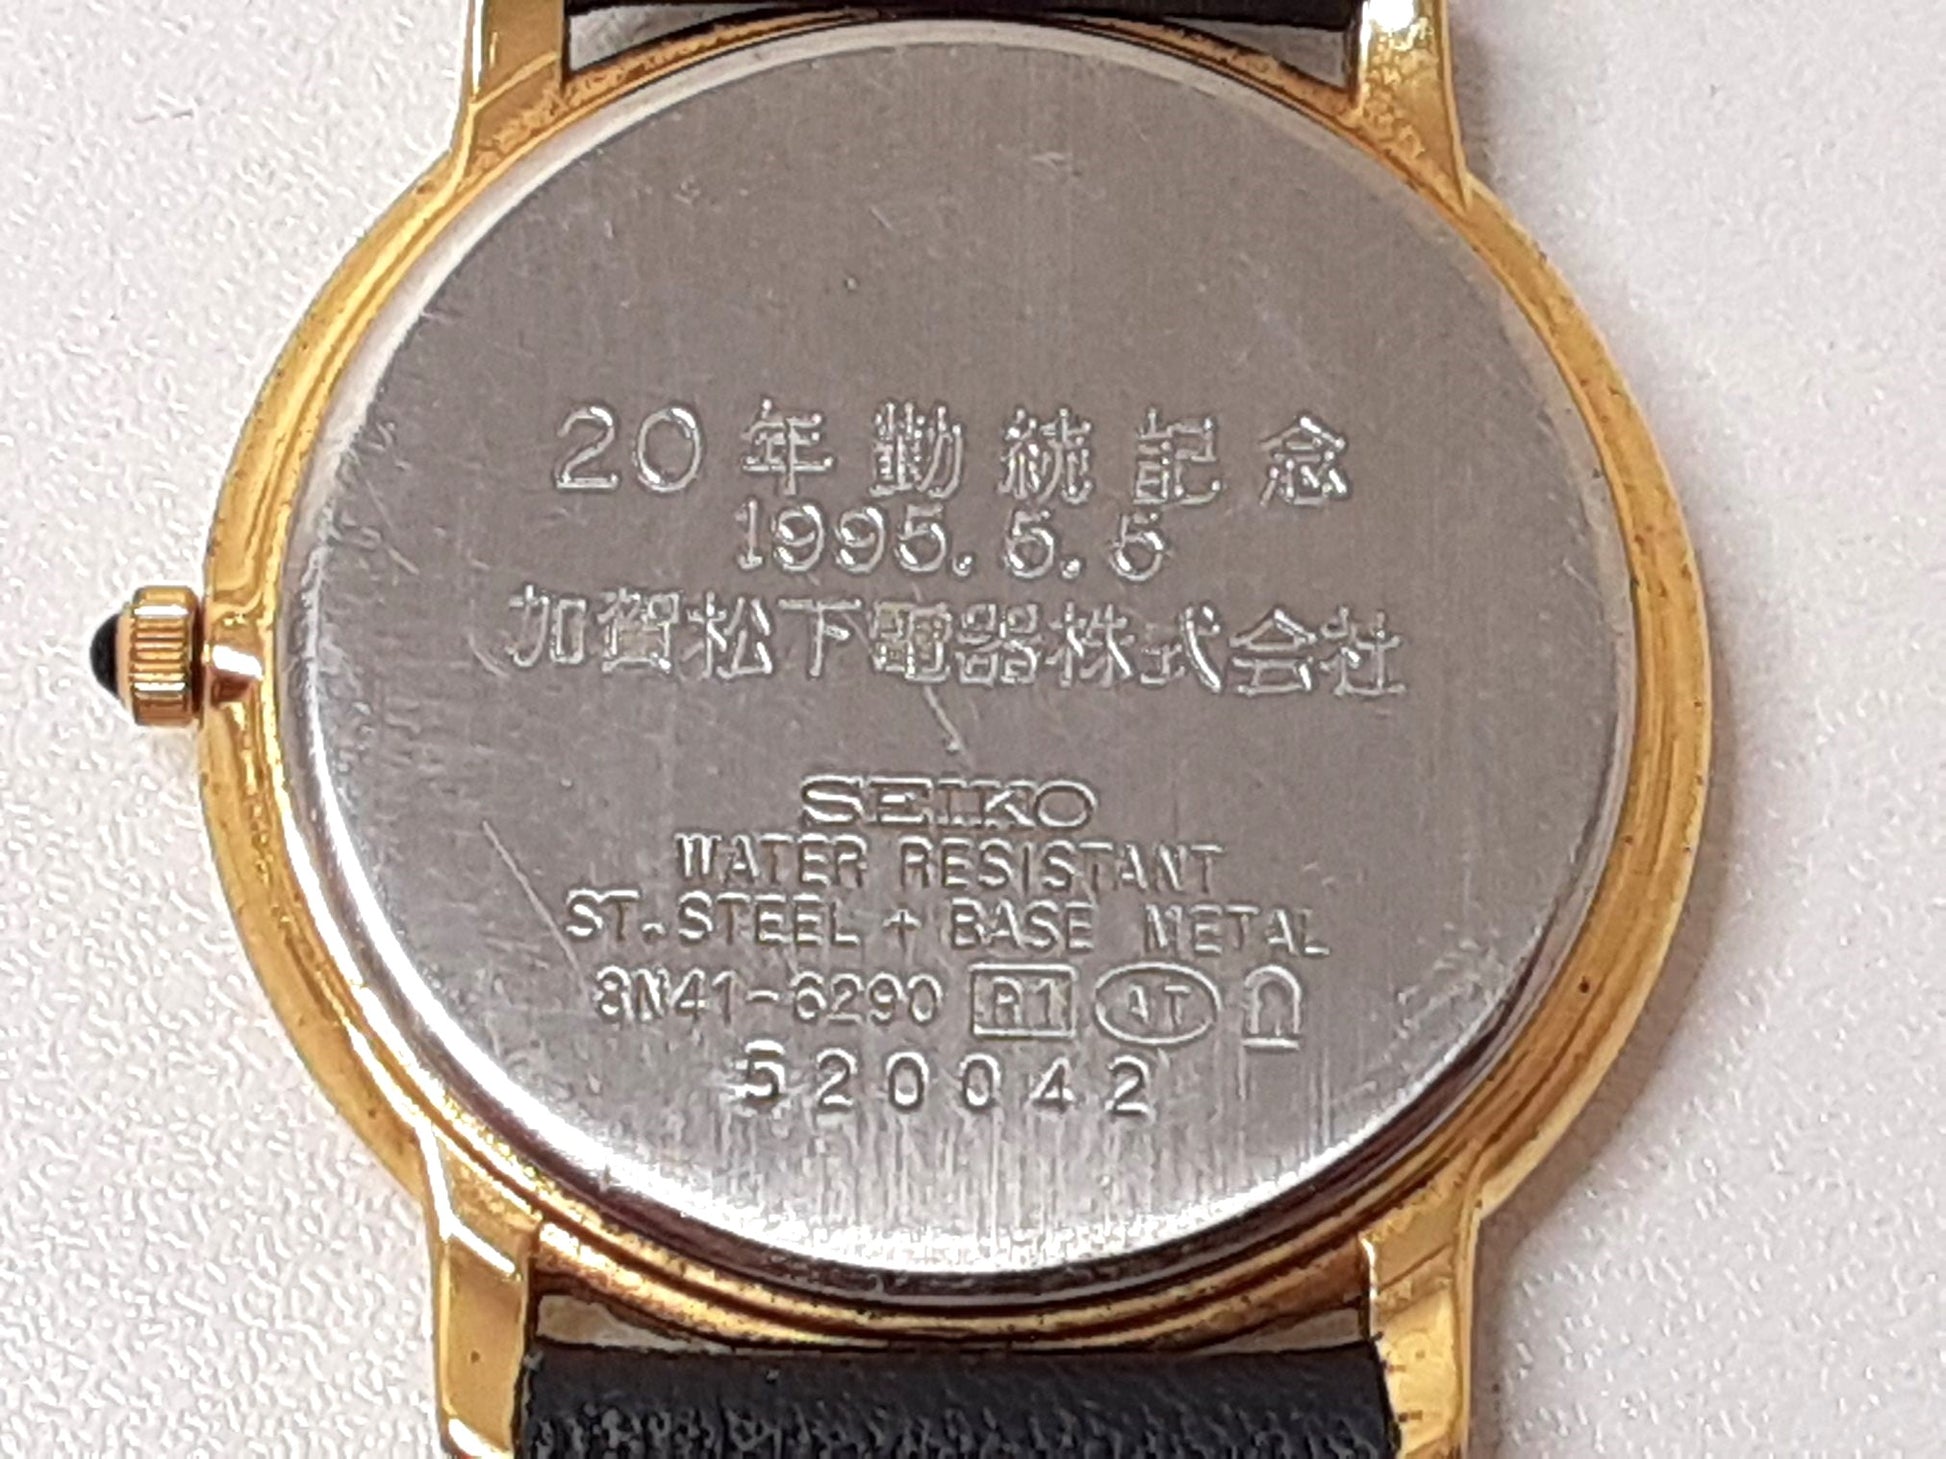 20年勤続記念
1995.5.5
加賀松下電器株式会社
SEIKO
WATER RESISTANT
ST.STEEL + BASE METAL
8N41-6290 R1 AT Ω
520042